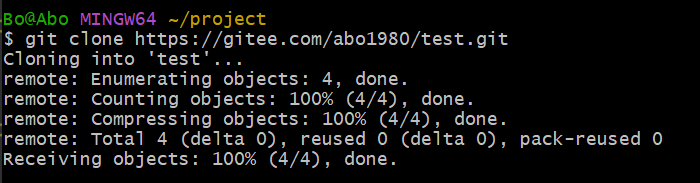 Bo@Abo MINGW64 ~/project
$ git clone https://gitee.com/abo1980/test.git
Cloning into 'test'...
remote: Enumerating objects: 4, done.
remote: Counting objects: 100% (4/4), done.
remote: Compressing objects: 100% (4/4), done.
remote: Total 4 (delta 0), reused 0 (delta 0), pack-reused 0
Receiving objects: 100% (4/4), done.